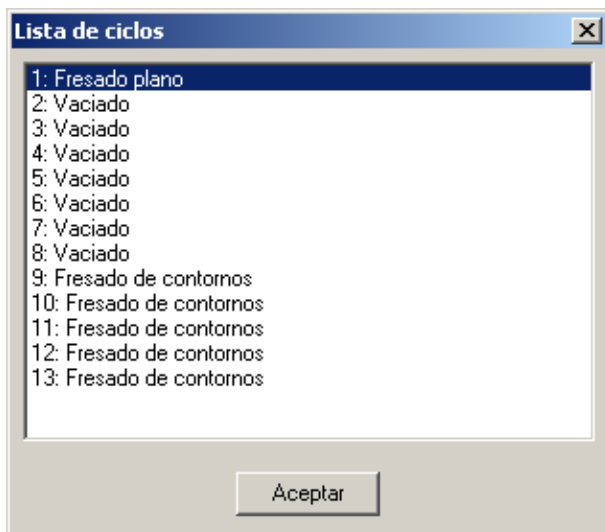 Lista de ciclos
1: Fresado plano
2: Vaciado
3: Vaciado
4: Vaciado
5: Vaciado
6: Vaciado
7: Vaciado
8: Vaciado
9: Fresado de contornos
10: Fresado de contornos
11: Fresado de contornos
12: Fresado de contornos
13: Fresado de contornos
Aceptar